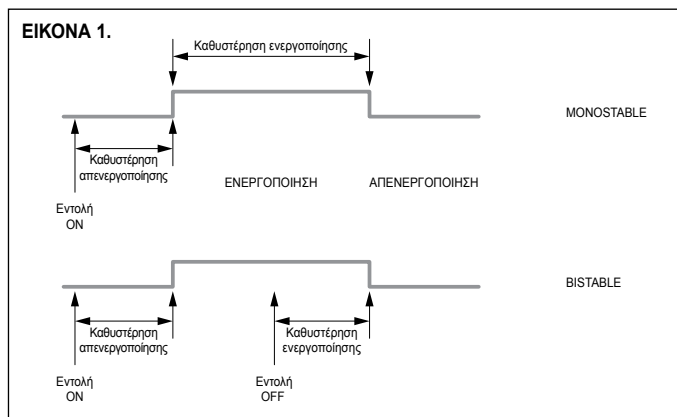 ΕΙΚΟΝΑ 1.
Καθυστέρηση ενεργοποίησης
MONOSTABLE
Καθυστέρηση
απενεργοποίησης
ΕΝΕΡΓΟΠΟΙΗΣΗ
ΑΠΕΝΕΡΓΟΠΟΙΗΣΗ
Εντολή
ON
BISTABLE
Καθυστέρηση
απενεργοποίησης
Καθυστέρηση
ενεργοποίησης
Εντολή
ON
Εντολή
OFF